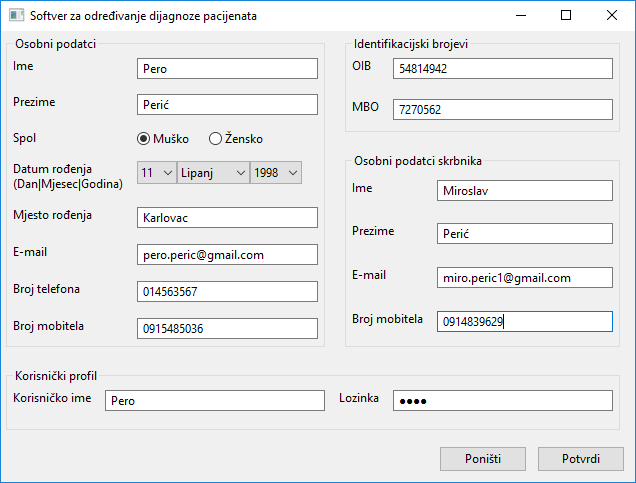 Softver za određivanje dijagnoze pacijenata
Osobni podatci
Ime Pero
Prezime Perić
Spol Muško Žensko
Datum rođenja
(Dan|Mjesec|Godina) 11 Lipanj 1998
Mjesto rođenja Karlovac
E-mail pero.peric@gmail.com
Broj telefona 014563567
Broj mobitela 0915485036
Identifikacijski brojevi
OIB 54814942
MBO 7270562
Osobni podatci skrbnika
Ime Miroslav
Prezime Perić
E-mail miro.peric1@gmail.com
Broj mobitela 0914839629
Korisnički profil
Korisničko ime Pero Lozinka ●●●●
Poništi Potvrdi